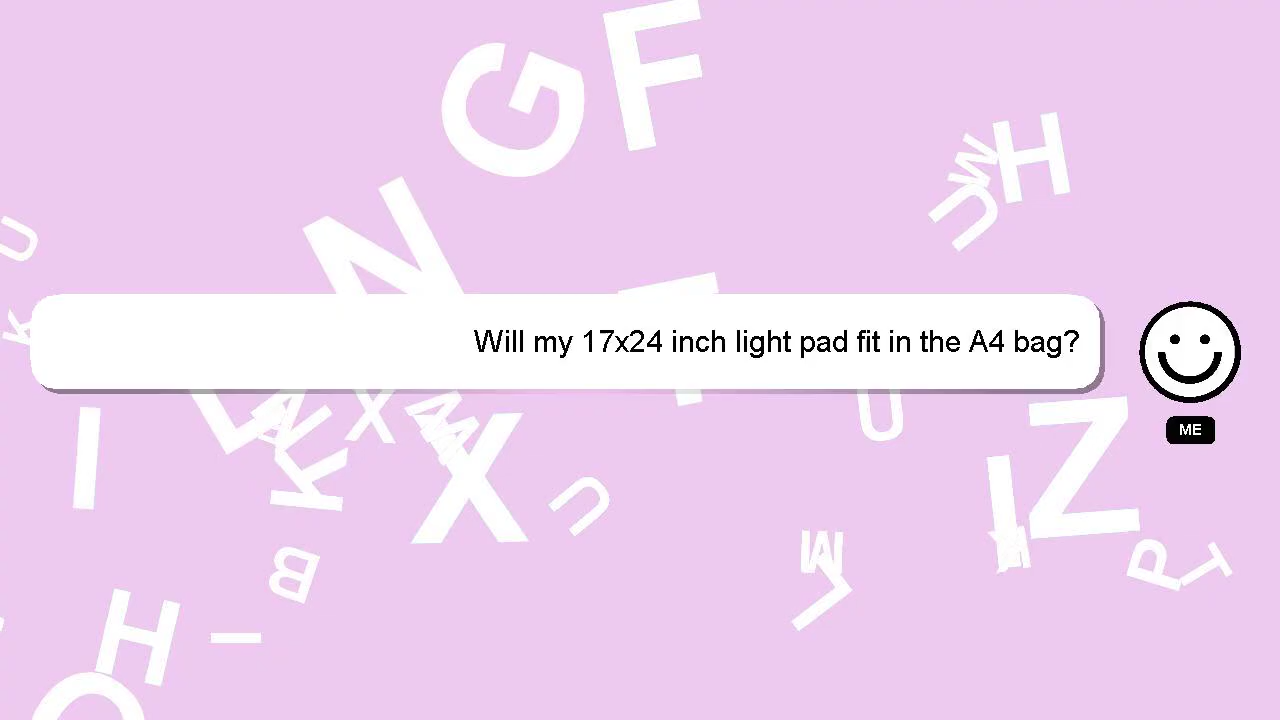 G F
H
W
U
N
U
K
Will my 17x24 inch light pad fit in the A4 bag?
ME
X
U
Z
I
K
X
I
U
B
M
L
P
T
H
I
O